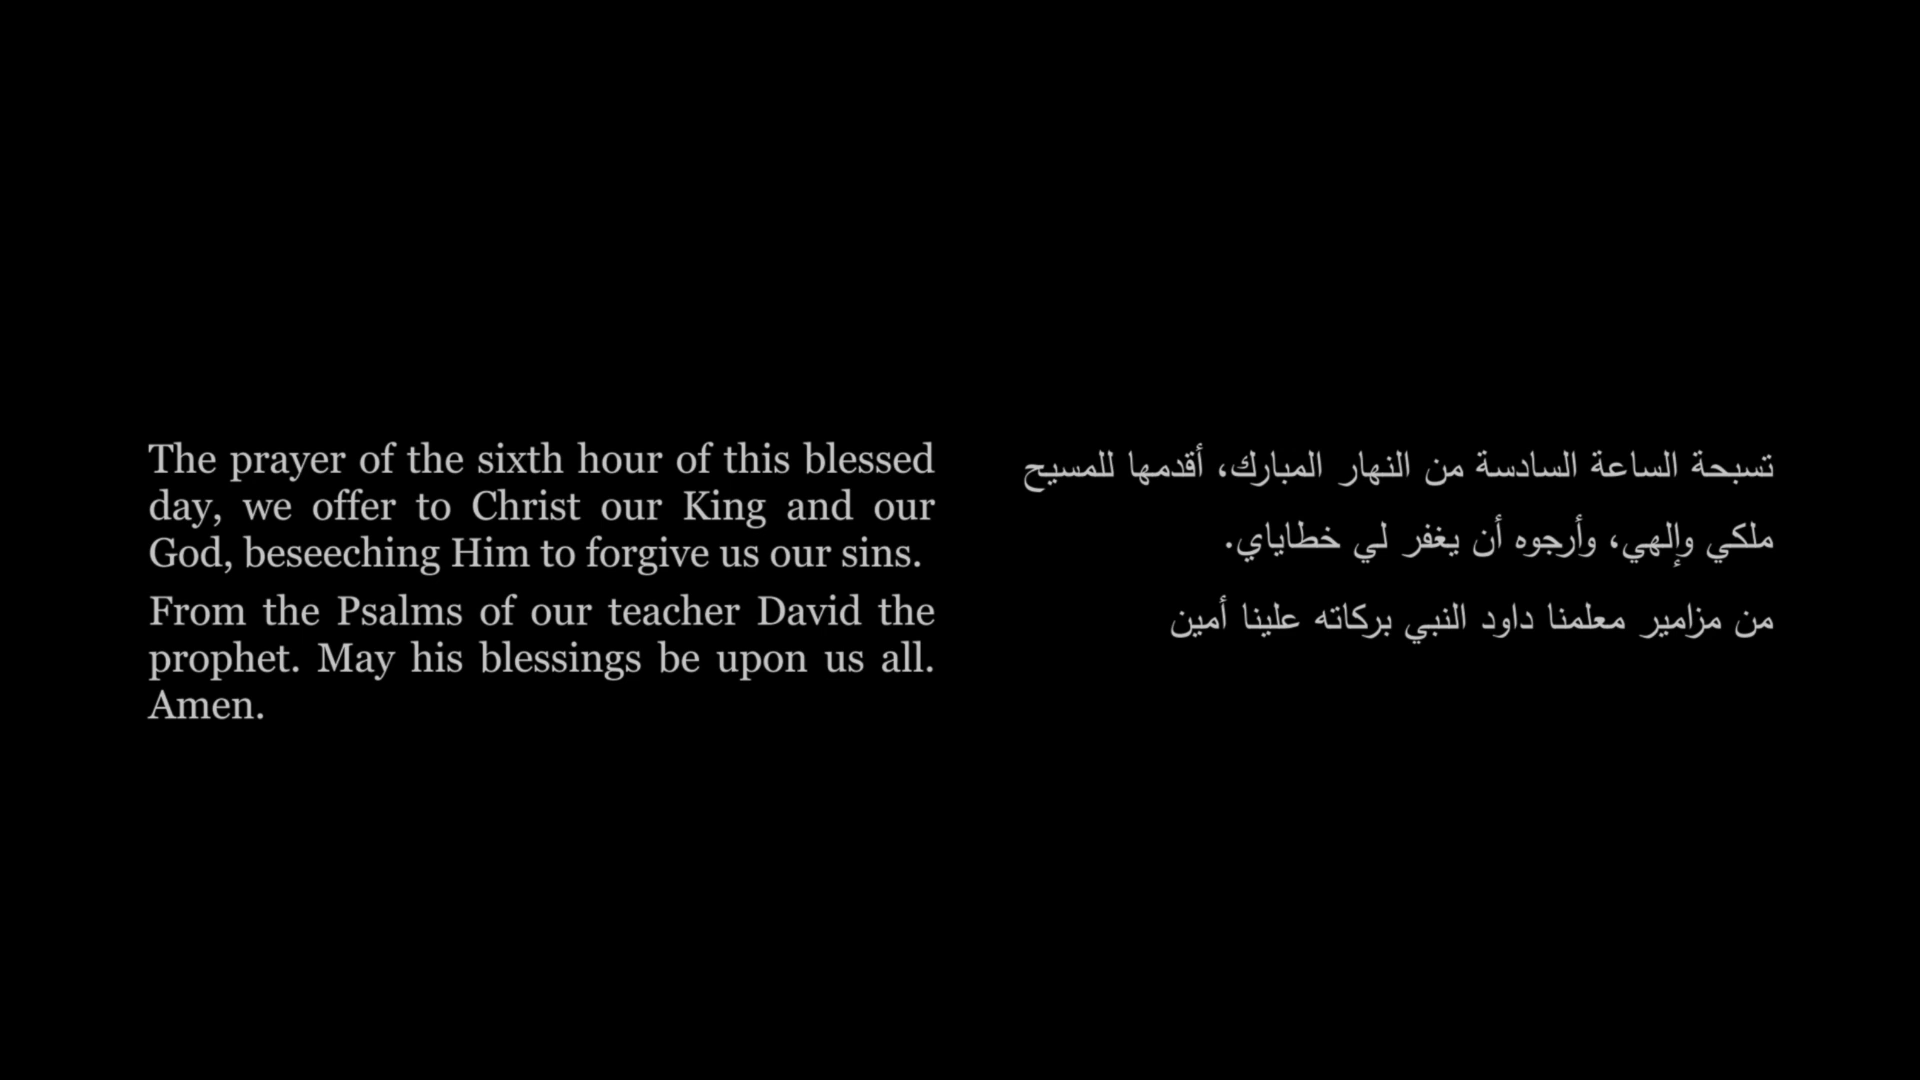 The prayer of the sixth hour of this blessed
day, we offer to Christ our King and our
God, beseeching Him to forgive us our sins.
From the Psalms of our teacher David the
prophet. May his blessings be upon us all.
Amen.
تسبحة الساعة السادسة من النهار المبارك، أقدمها للمسيح
ملكي وإلهي، وأرجوه أن يغفر لي خطاياي.
من مزامير معلمنا داود النبي بركاته علينا أمين